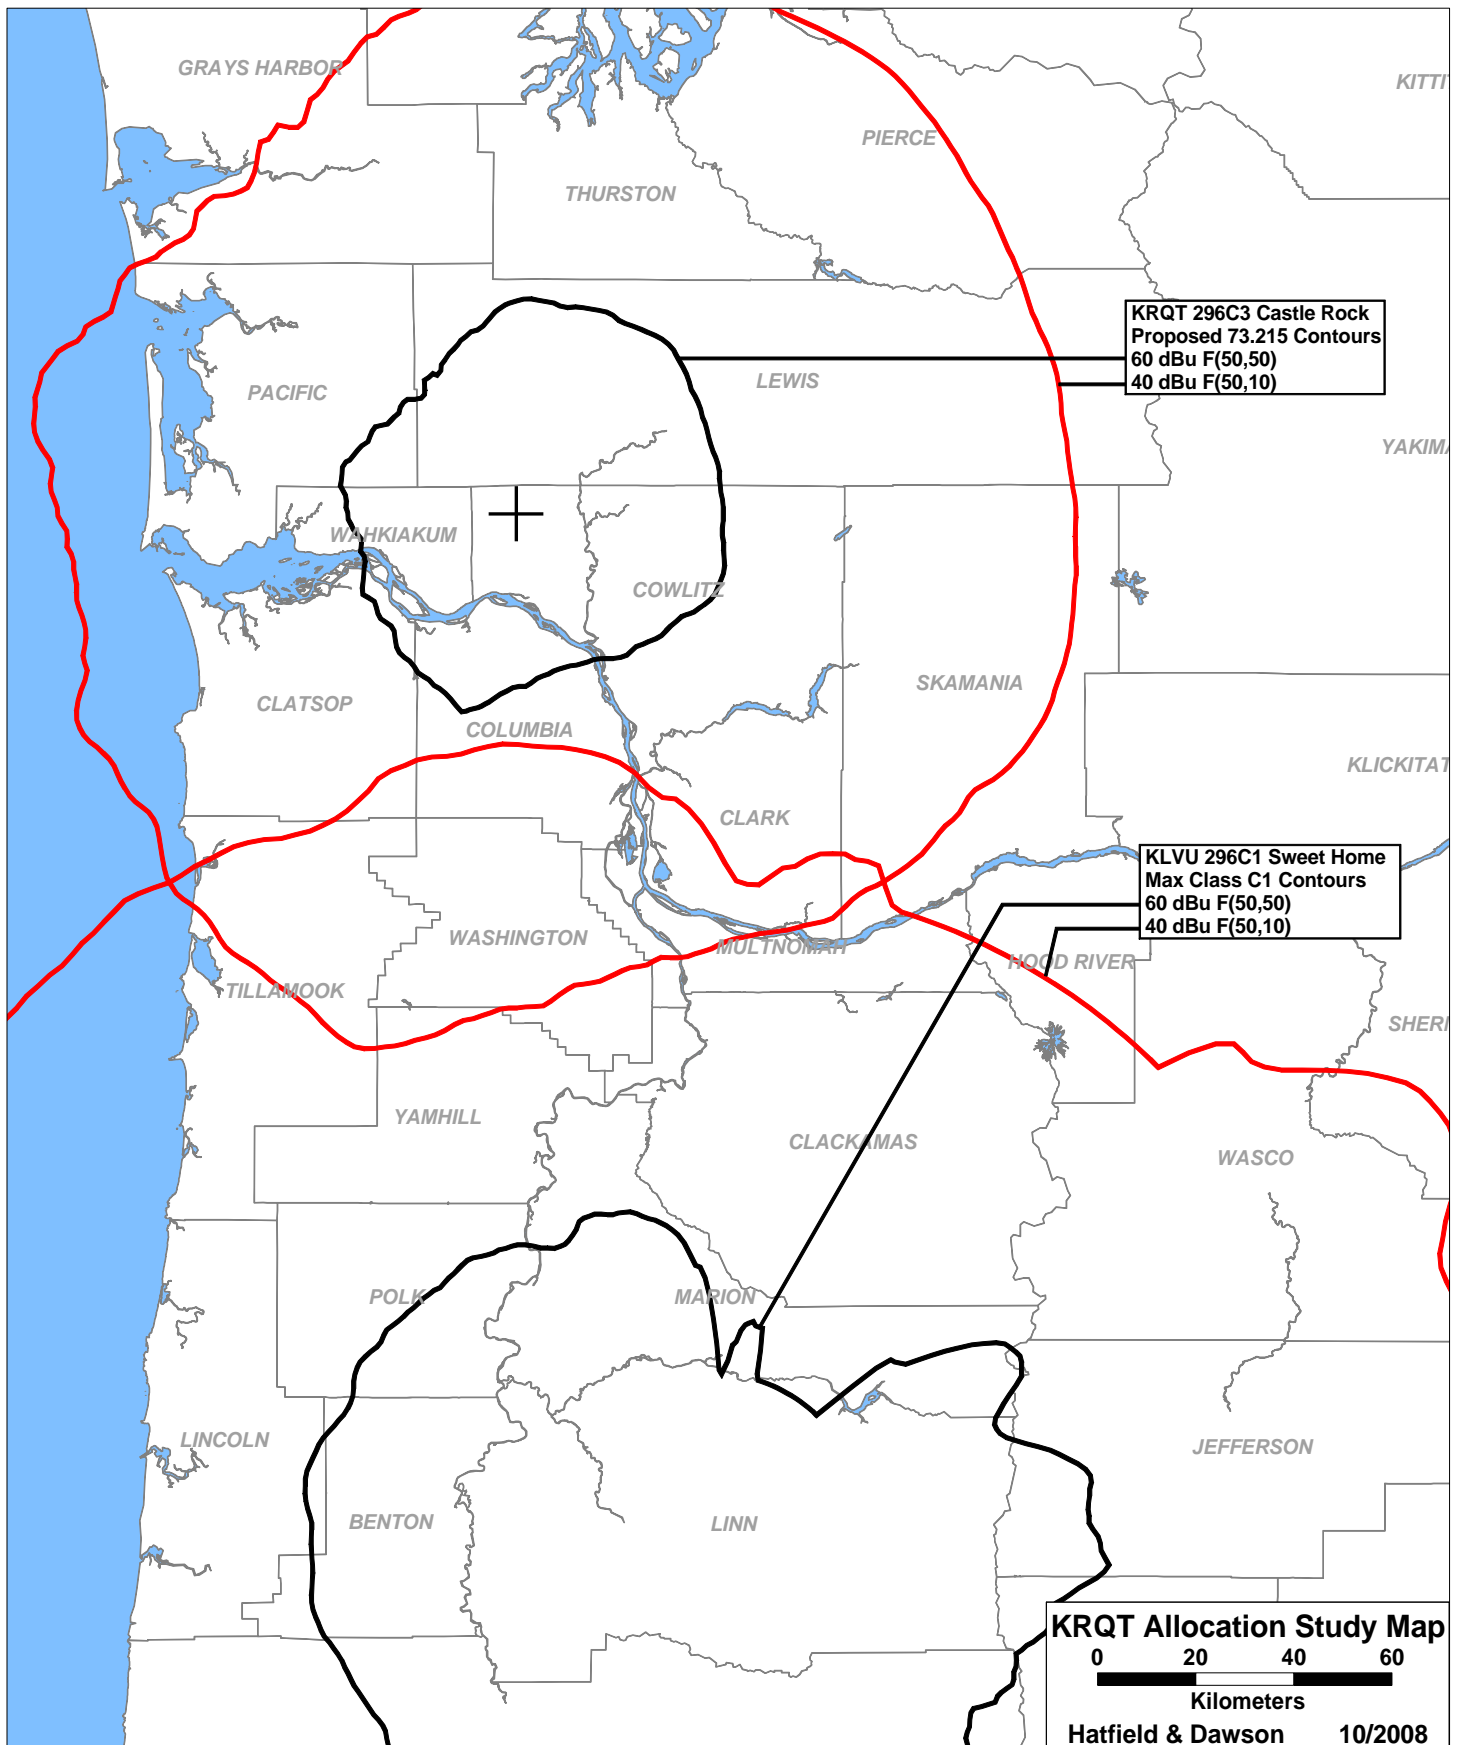 GRAYS HARBOR
KITTI
PIERCE
THURSTON
KRQT 296C3 Castle Rock
Proposed 73.215 Contours
60 dBu F(50,50)
40 dBu F(50,10)
LEWIS
PACIFIC
YAKIMA
WAHKIAKUM
COWLITZ
SKAMANIA
CLATSOP
COLUMBIA
KLICKITAT
CLARK
KLVU 296C1 Sweet Home
Max Class C1 Contours
60 dBu F(50,50)
40 dBu F(50,10)
WASHINGTON
MULTNOMAH
HOOD RIVER
TILLAMOOK
SHERI
YAMHILL
CLACKAMAS
WASCO
POLK
MARION
LINCOLN
JEFFERSON
BENTON
LINN
KRQT Allocation Study Map
0 20 40 60
Kilometers
Hatfield & Dawson 10/2008